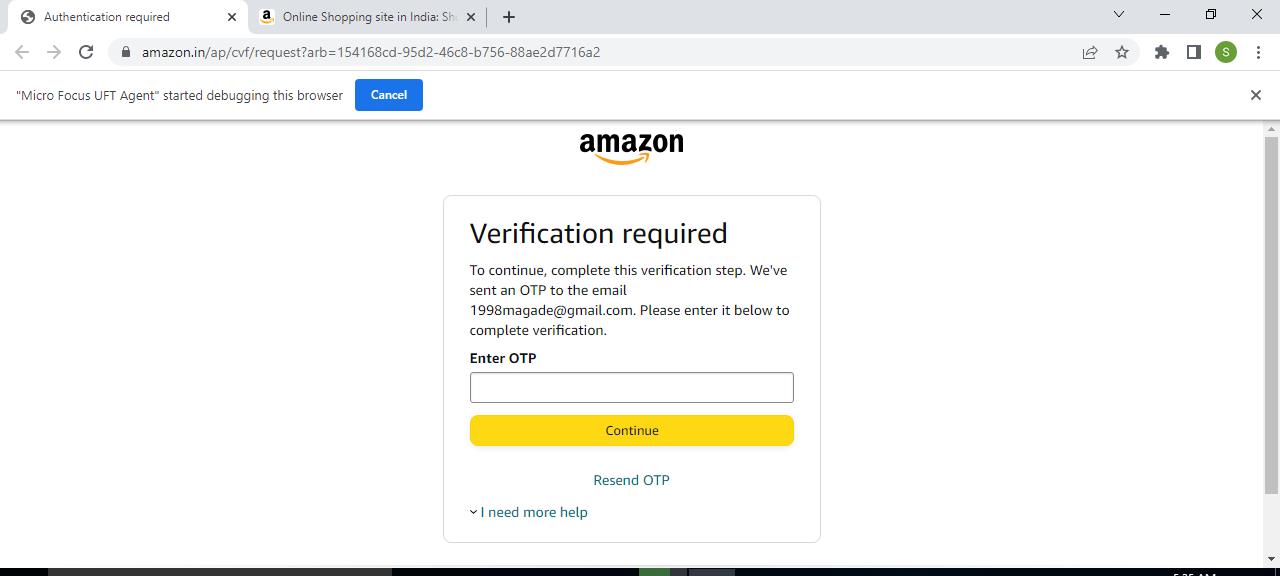 Authentication required
Online Shopping site in India: Sh
amazon.in/ap/cvf/request?arb=154168cd-95d2-46c8-b756-88ae2d7716a2
S
"Micro Focus UFT Agent" started debugging this browser
Cancel
amazon
Verification required
To continue, complete this verification step. We've
sent an OTP to the email
1998magade@gmail.com. Please enter it below to
complete verification.
Enter OTP
Continue
Resend OTP
I need more help